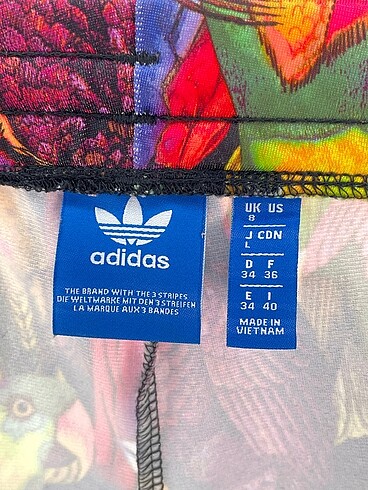 adidas
THE BRAND WITH THE 3 STRIPES
DIE WELTMARKE MIT DEN 3 STREIFEN
LA MARQUE AUX 3 BANDES
UK US
8
J CDN
L
D F
34 36
E I
34 40
MADE IN
VIETNAM